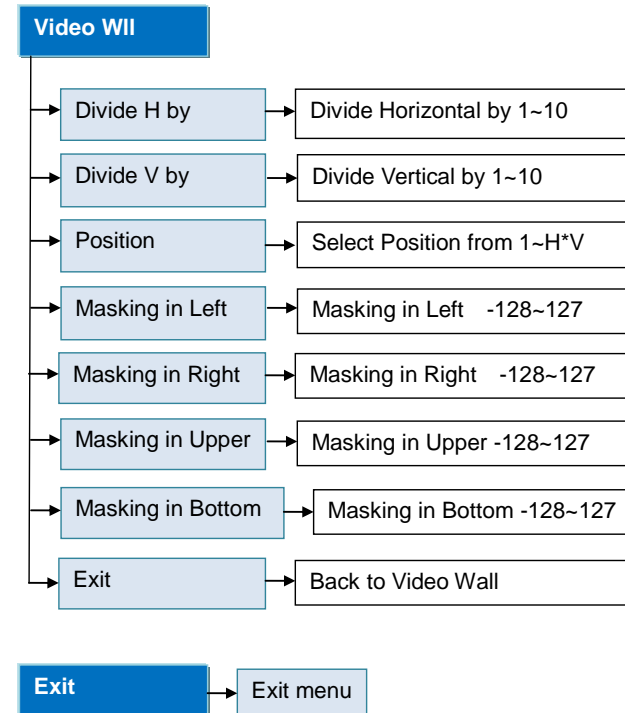 Video Wll
Divide H by Divide Horizontal by 1~10
Divide V by Divide Vertical by 1~10
Position Select Position from 1~H*V
Masking in Left Masking in Left -128~127
Masking in Right Masking in Right -128~127
Masking in Upper Masking in Upper -128~127
Masking in Bottom Masking in Bottom -128~127
Exit Back to Video Wall
Exit Exit menu